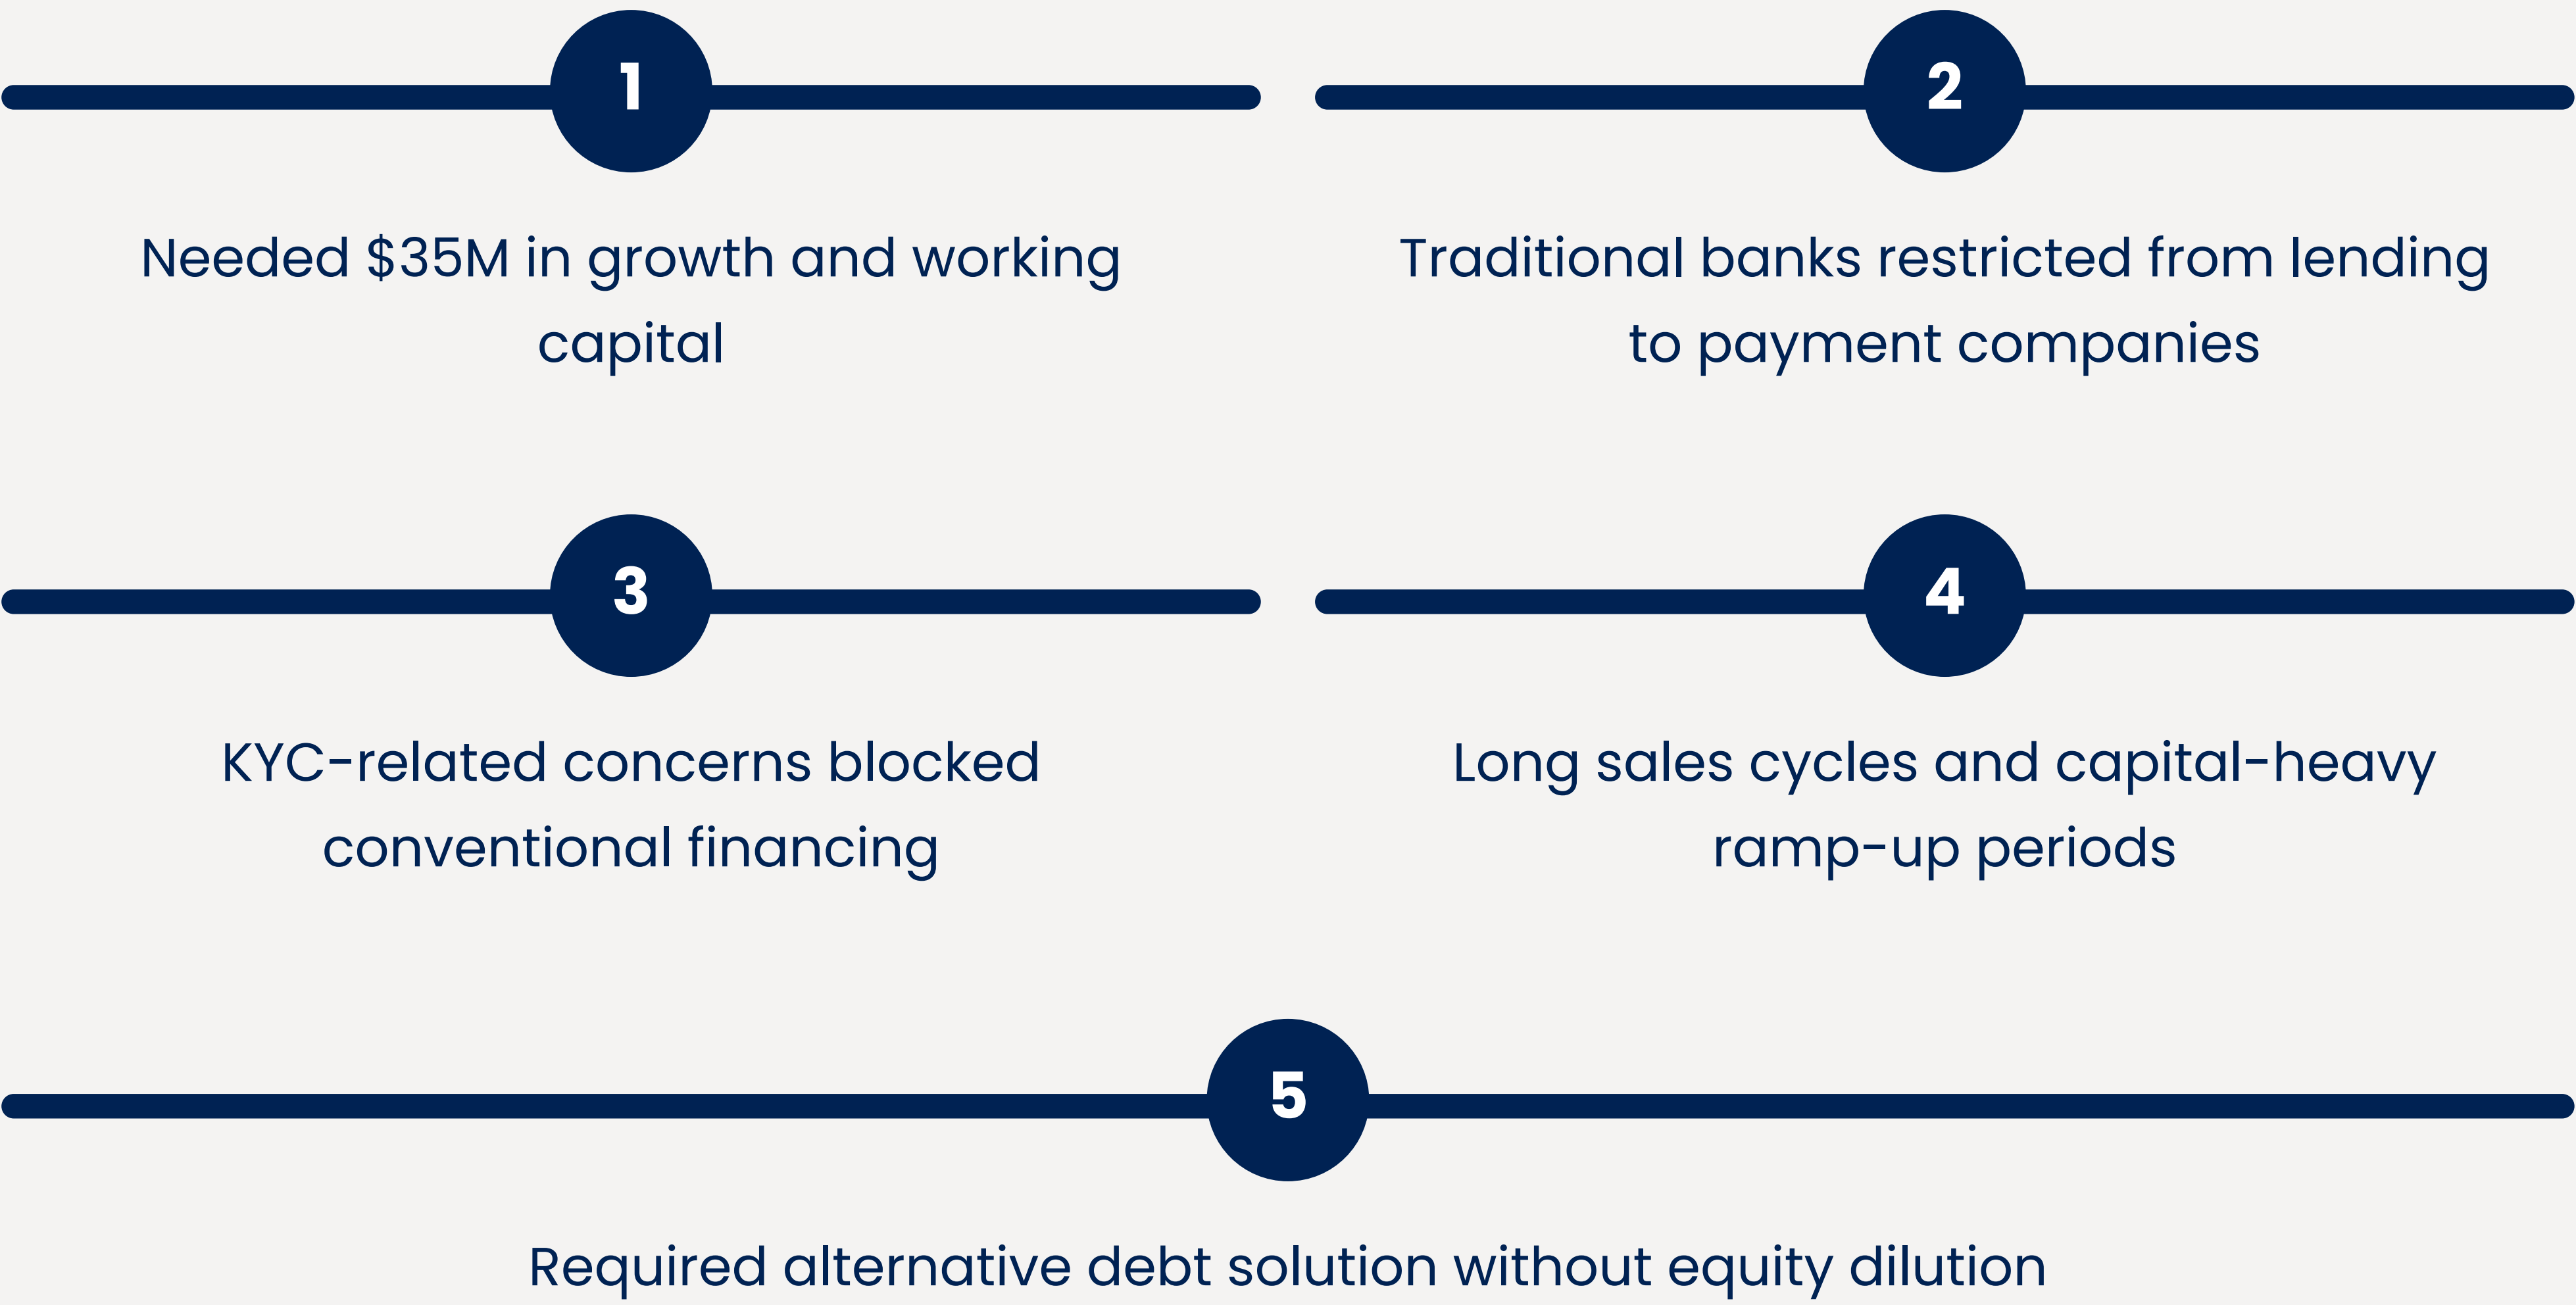 1
Needed $35M in growth and working
capital
2
Traditional banks restricted from lending
to payment companies
3
KYC-related concerns blocked
conventional financing
4
Long sales cycles and capital-heavy
ramp-up periods
5
Required alternative debt solution without equity dilution